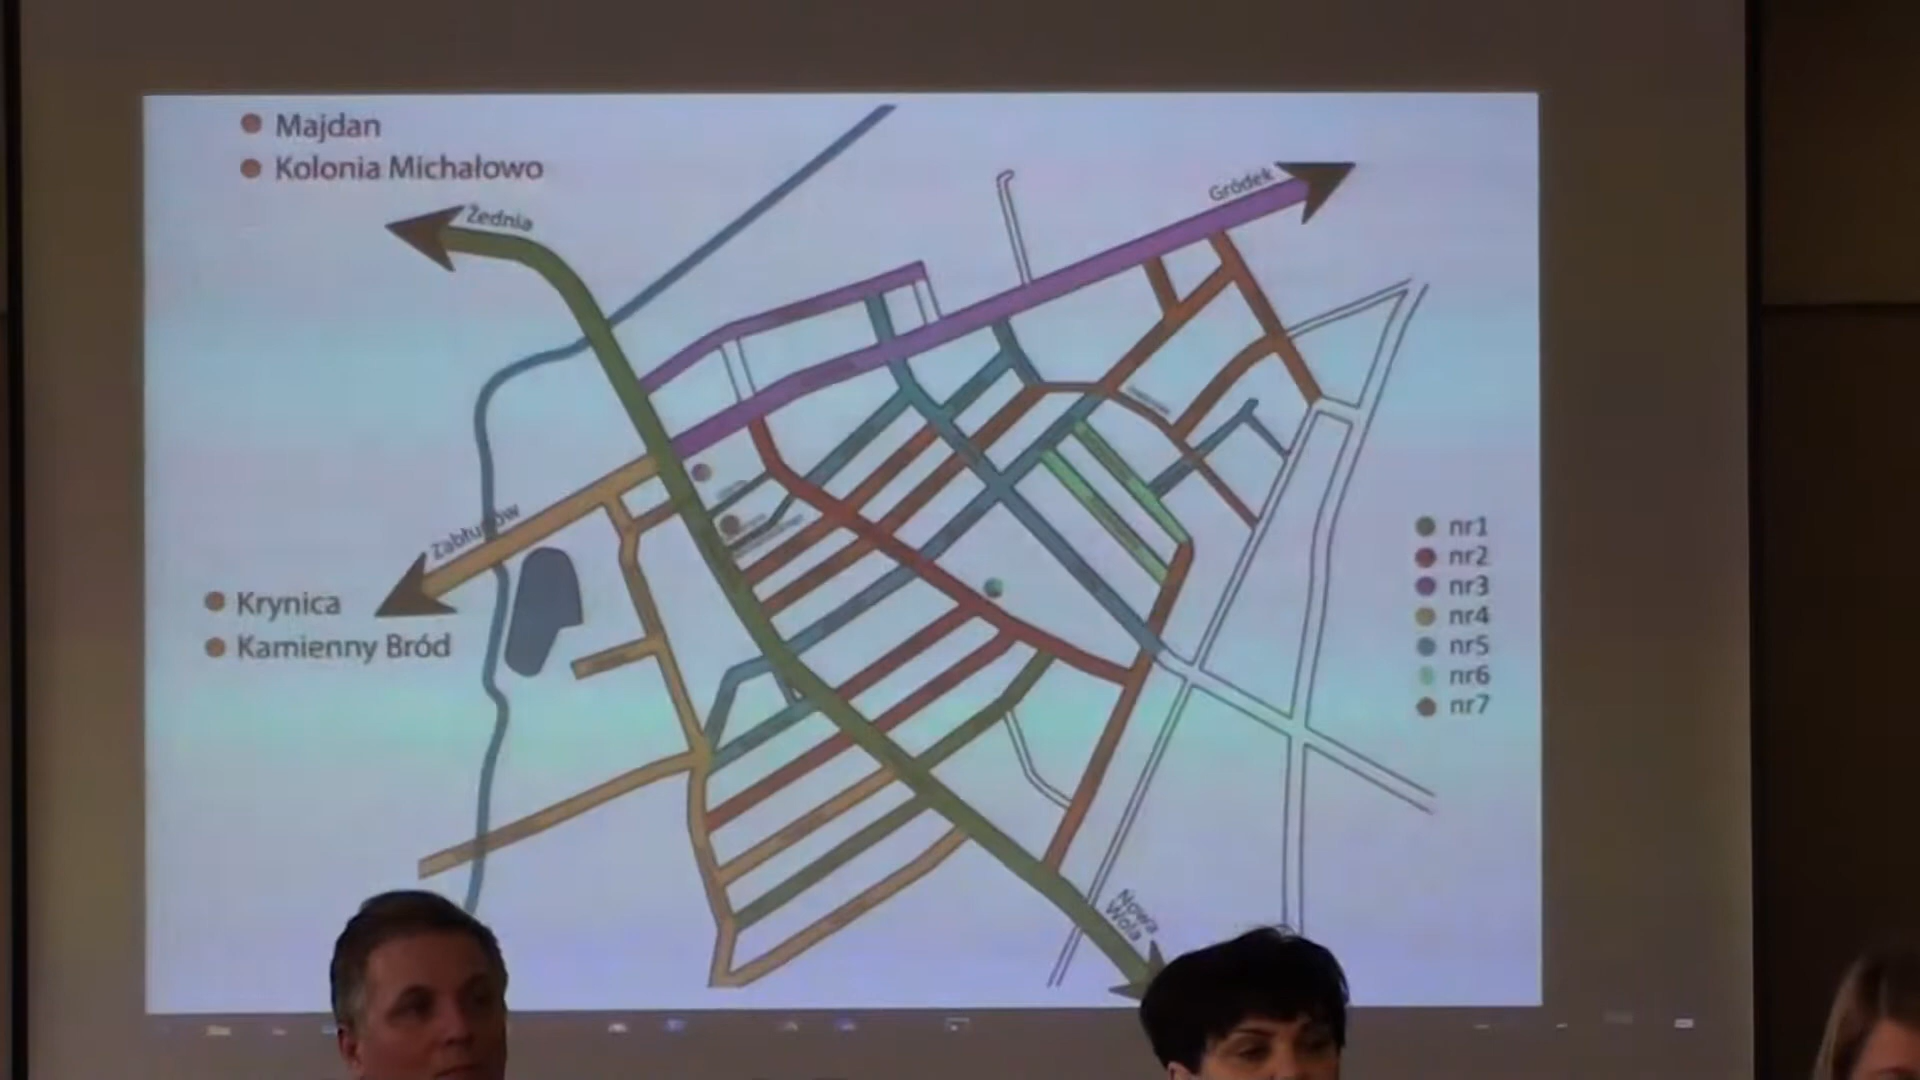 Majdan
Kolonia Michałowo
Żednia
Gródek
Zabłudów
Krynica
Kamienny Bród
nr1
nr2
nr3
nr4
nr5
nr6
nr7
Nowa
Wola